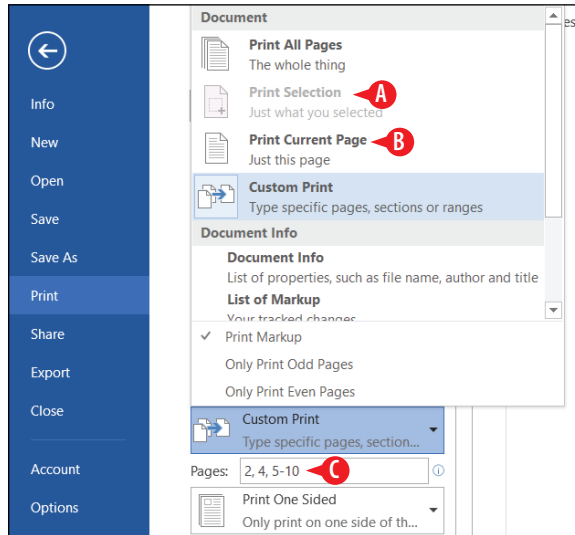 Info
New
Open
Save
Save As
Print
Share
Export
Close
Account
Options
Document
es
Print All Pages
The whole thing
Print Selection
A
Just what you selected
Print Current Page
B
Just this page
Custom Print
Type specific pages, sections or ranges
Document Info
Document Info
List of properties, such as file name, author and title
List of Markup
Your tracked changes
Print Markup
Only Print Odd Pages
Only Print Even Pages
Custom Print
Type specific pages, section...
Pages: 2, 4, 5-10
C
Print One Sided
Only print on one side of th...